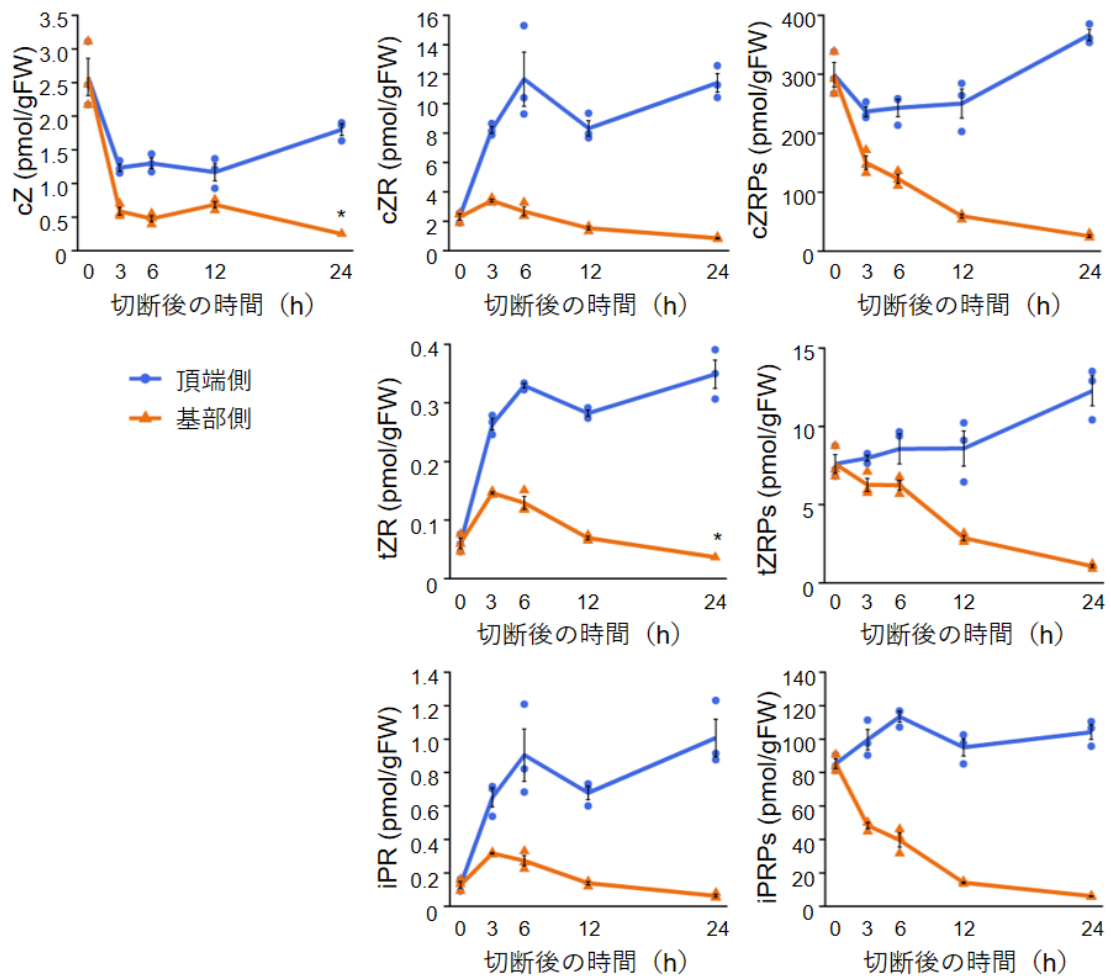 cZ (pmol/gFW)
3.5
3.0
2.5
2.0
1.5
1.0
0.5
0
*
0 3 6 12 24
切断後の時間（h）
cZR (pmol/gFW)
16
14
12
10
8
6
4
2
0
0 3 6 12 24
切断後の時間（h）
cZRPs (pmol/gFW)
400
300
200
100
0
0 3 6 12 24
切断後の時間（h）
頂端側
基部側
tZR (pmol/gFW)
0.4
0.3
0.2
0.1
0
*
0 3 6 12 24
切断後の時間（h）
tZRPs (pmol/gFW)
15
10
5
0
0 3 6 12 24
切断後の時間（h）
iPR (pmol/gFW)
1.4
1.2
1.0
0.8
0.6
0.4
0.2
0
0 3 6 12 24
切断後の時間（h）
iPRPs (pmol/gFW)
140
120
100
80
60
40
20
0
0 3 6 12 24
切断後の時間（h）